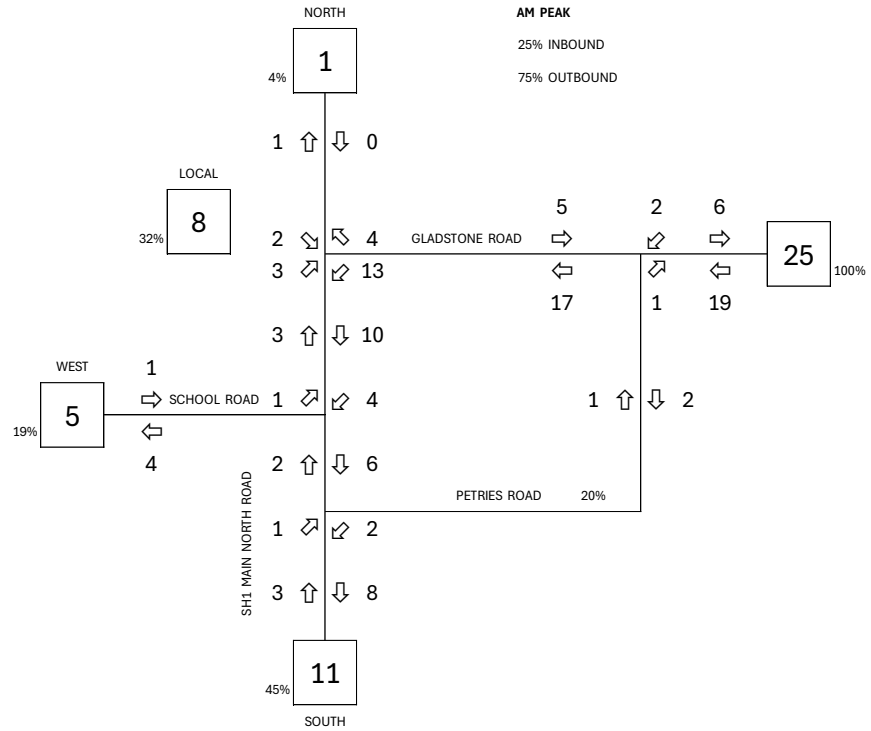 NORTH AM PEAK
1
25% INBOUND
4%
75% OUTBOUND
1 0
LOCAL
8
32%
5 2 6
2 4 GLADSTONE ROAD
25
3 13
100%
17 1 19
3 10
WEST 1
SCHOOL ROAD 1 4 1 2
5
19%
4
2 6
SH1 MAIN NORTH ROAD
PETRIES ROAD 20%
1 2
3 8
11
45%
SOUTH